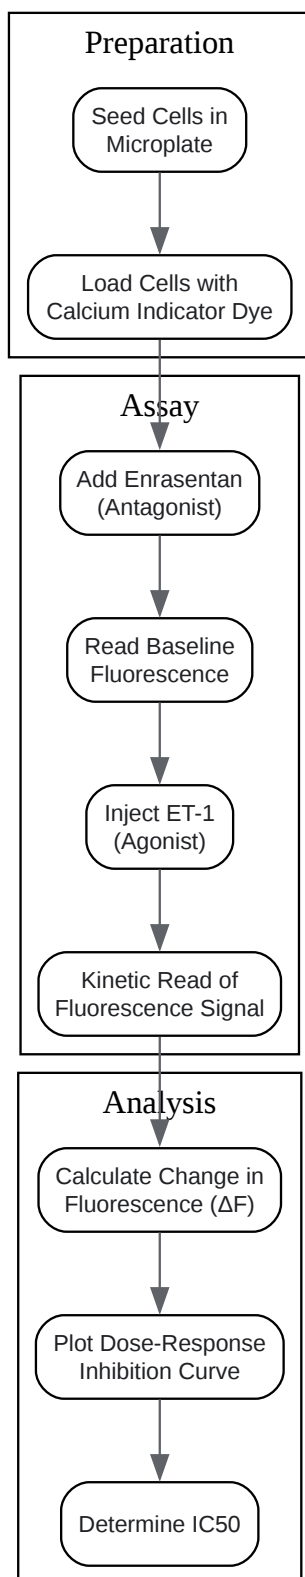 Preparation
Seed Cells in
Microplate
Load Cells with
Calcium Indicator Dye
Assay
Add Enrasentan
(Antagonist)
Read Baseline
Fluorescence
Inject ET-1
(Agonist)
Kinetic Read of
Fluorescence Signal
Analysis
Calculate Change in
Fluorescence (ΔF)
Plot Dose-Response
Inhibition Curve
Determine IC50